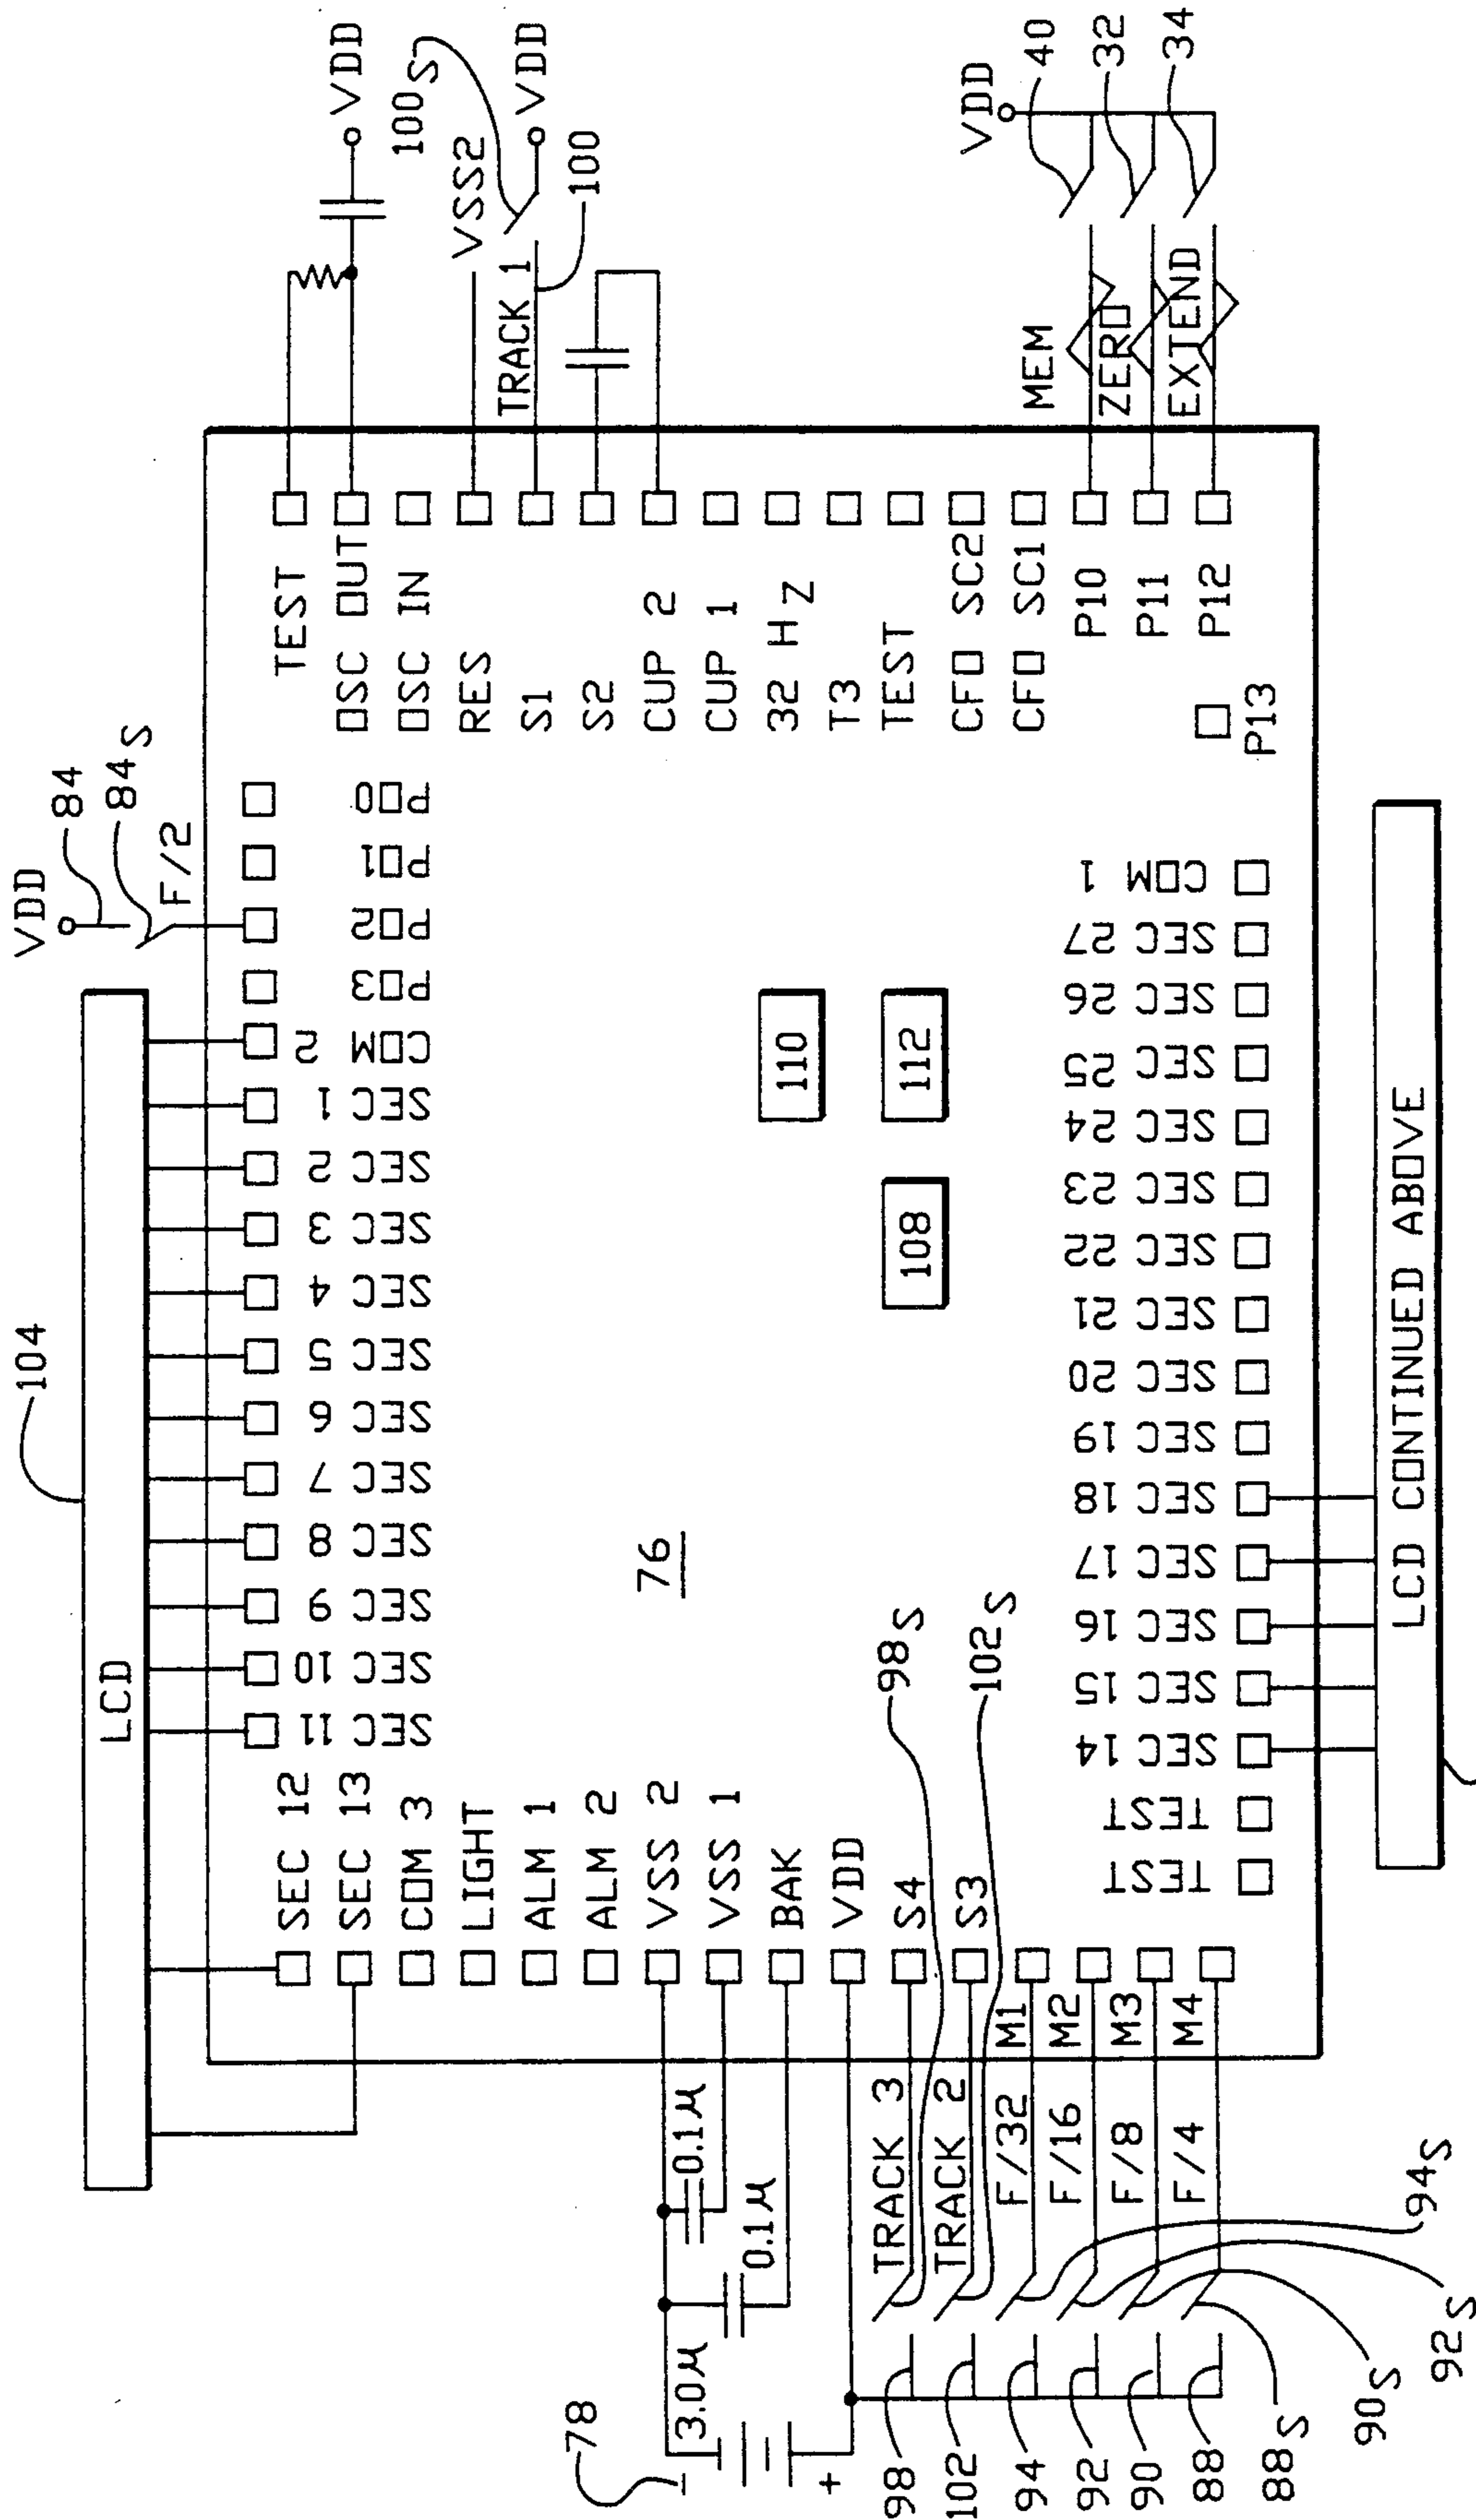 104
LCD
VDD
84
84S
F/2
SEC 11
SEC 10
SEC 9
SEC 8
SEC 7
SEC 6
SEC 5
SEC 4
SEC 3
SEC 2
SEC 1
COM 2
PO3
PO2
PO1
PO0
SEC 12
SEC 13
COM 3
LIGHT
ALM 1
ALM 2
VSS 2
VSS 1
BAK
VDD
S4
S3
M1
M2
M3
M4
TEST
OSC OUT
OSC IN
RES
S1
S2
CUP 2
CUP 1
32 HZ
T3
TEST
CFO SC2
CFO SC1
P10
P11
P12
P13
VDD
100S
VSS2
TRACK 1
VDD
100
VDD
40
32
34
MEM
ZERO
EXTEND
76
110
112
108
78
-
3.0μ
+
0.1μ
0.1μ
TRACK 3
TRACK 2
F/32
F/16
F/8
F/4
98S
102S
94S
92S
90S
88S
98
102
94
92
90
88
TEST
TEST
SEC 14
SEC 15
SEC 16
SEC 17
SEC 18
SEC 19
SEC 20
SEC 21
SEC 22
SEC 23
SEC 24
SEC 25
SEC 26
SEC 27
COM 1
LCD CONTINUED ABOVE